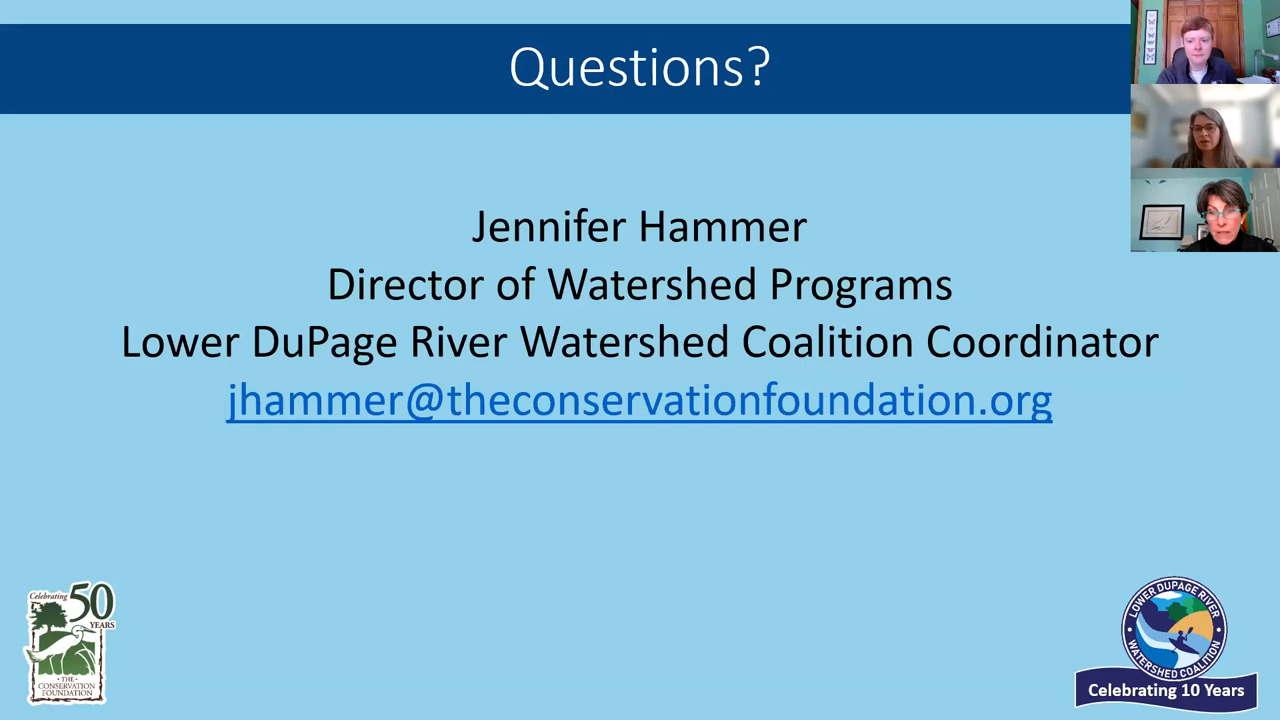 Questions?
Jennifer Hammer
Director of Watershed Programs
Lower DuPage River Watershed Coalition Coordinator
jhammer@theconservationfoundation.org
Celebrating 50
YEARS
• THE
CONSERVATION
FOUNDATION •
• LOWER DUPAGE RIVER •
WATERSHED COALITION
Celebrating 10 Years